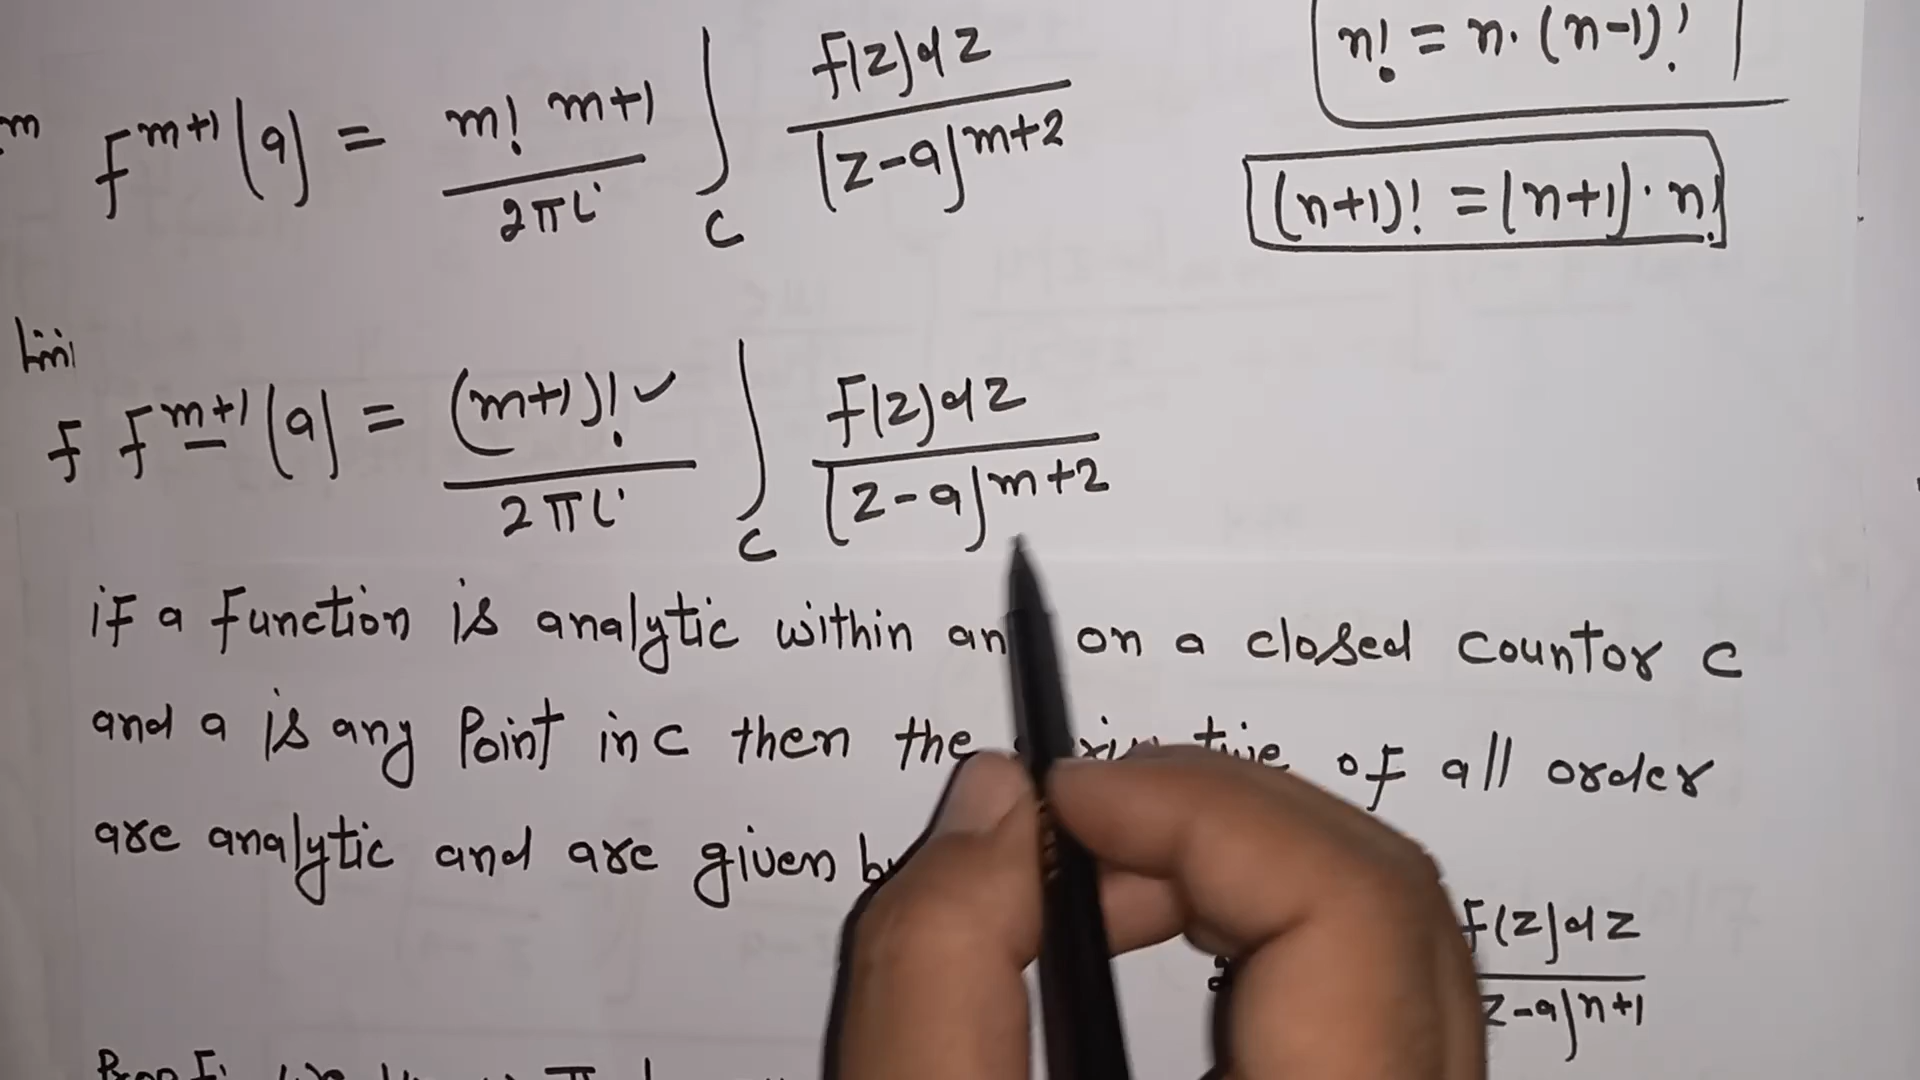 n! = n. (n-1)!
m F^{m+1}(a) = m! m+1 / 2πi ∫_C F(z)dz / (z-a)^{m+2}
(n+1)! = (n+1) . n!
F F^{m+1}(a) = (m+1)! ✓ / 2πi ∫_C F(z)dz / (z-a)^{m+2}
if a function is analytic within on a closed countor c
and a is any Point in c then the of all order
are analytic and are given
F(z)dz / z-a)^{n+1}